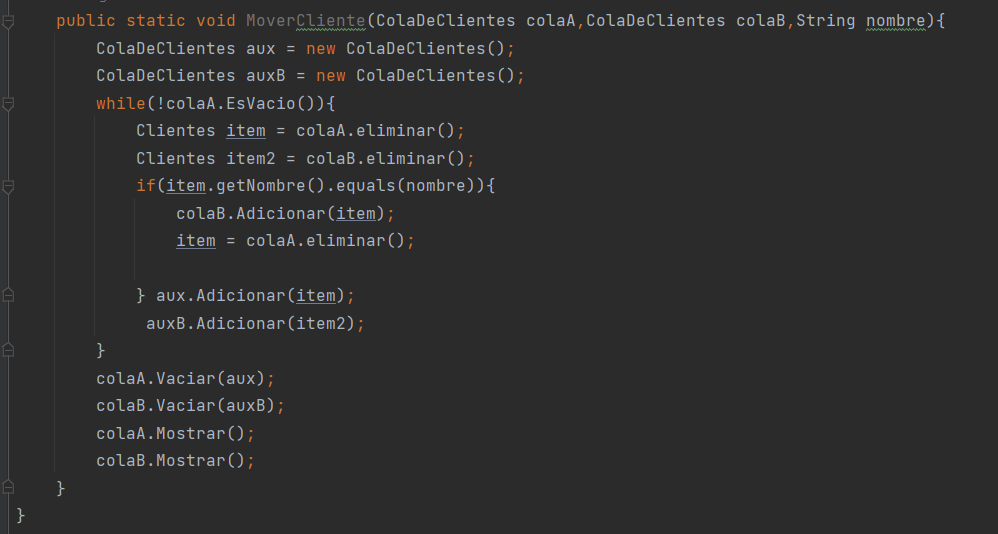 public static void MoverCliente(ColaDeClientes colaA,ColaDeClientes colaB,String nombre){
ColaDeClientes aux = new ColaDeClientes();
ColaDeClientes auxB = new ColaDeClientes();
while(!colaA.EsVacio()){
Clientes item = colaA.eliminar();
Clientes item2 = colaB.eliminar();
if(item.getNombre().equals(nombre)){
colaB.Adicionar(item);
item = colaA.eliminar();
} aux.Adicionar(item);
auxB.Adicionar(item2);
}
colaA.Vaciar(aux);
colaB.Vaciar(auxB);
colaA.Mostrar();
colaB.Mostrar();
}
}